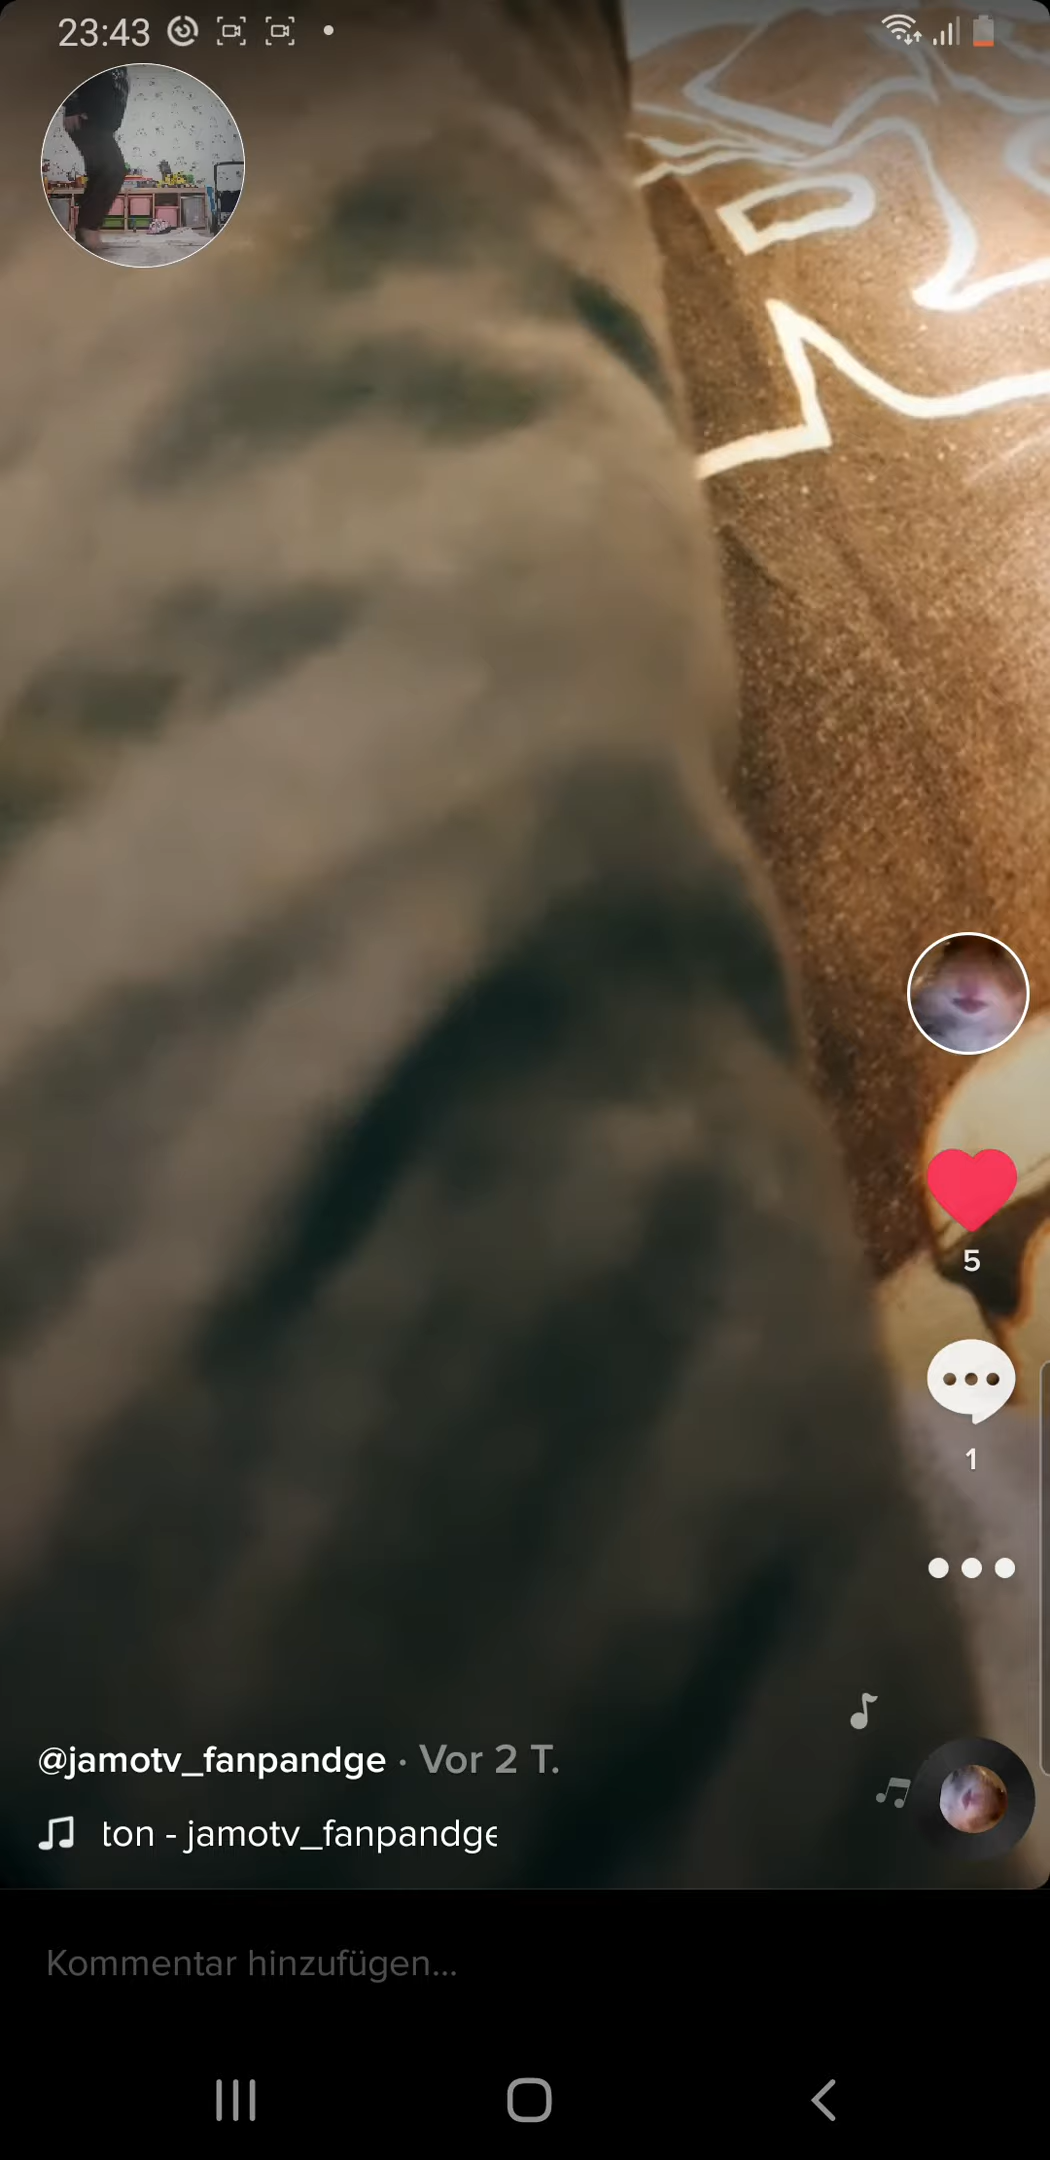 23:43
5
1
@jamotv_fanpandge · Vor 2 T.
ton - jamotv_fanpandge
Kommentar hinzufügen...